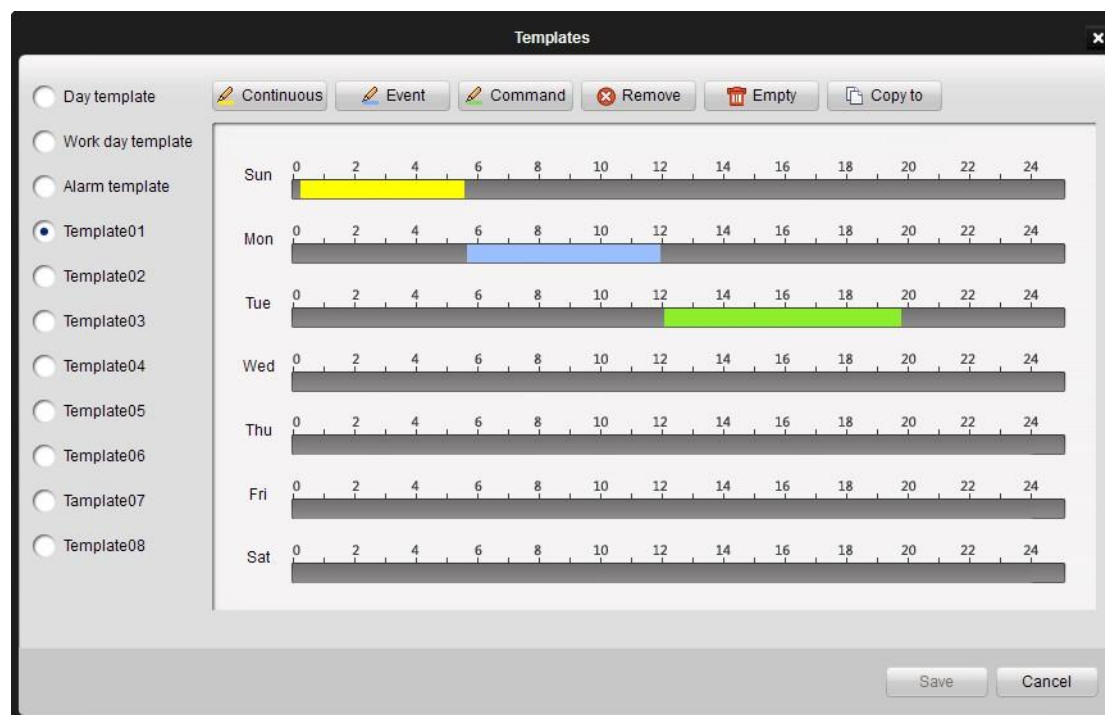 Templates
Day template
Work day template
Alarm template
Template01
Template02
Template03
Template04
Template05
Template06
Tamplate07
Template08
Continuous Event Command Remove Empty Copy to
Sun 0 2 4 6 8 10 12 14 16 18 20 22 24
Mon 0 2 4 6 8 10 12 14 16 18 20 22 24
Tue 0 2 4 6 8 10 12 14 16 18 20 22 24
Wed 0 2 4 6 8 10 12 14 16 18 20 22 24
Thu 0 2 4 6 8 10 12 14 16 18 20 22 24
Fri 0 2 4 6 8 10 12 14 16 18 20 22 24
Sat 0 2 4 6 8 10 12 14 16 18 20 22 24
Save Cancel